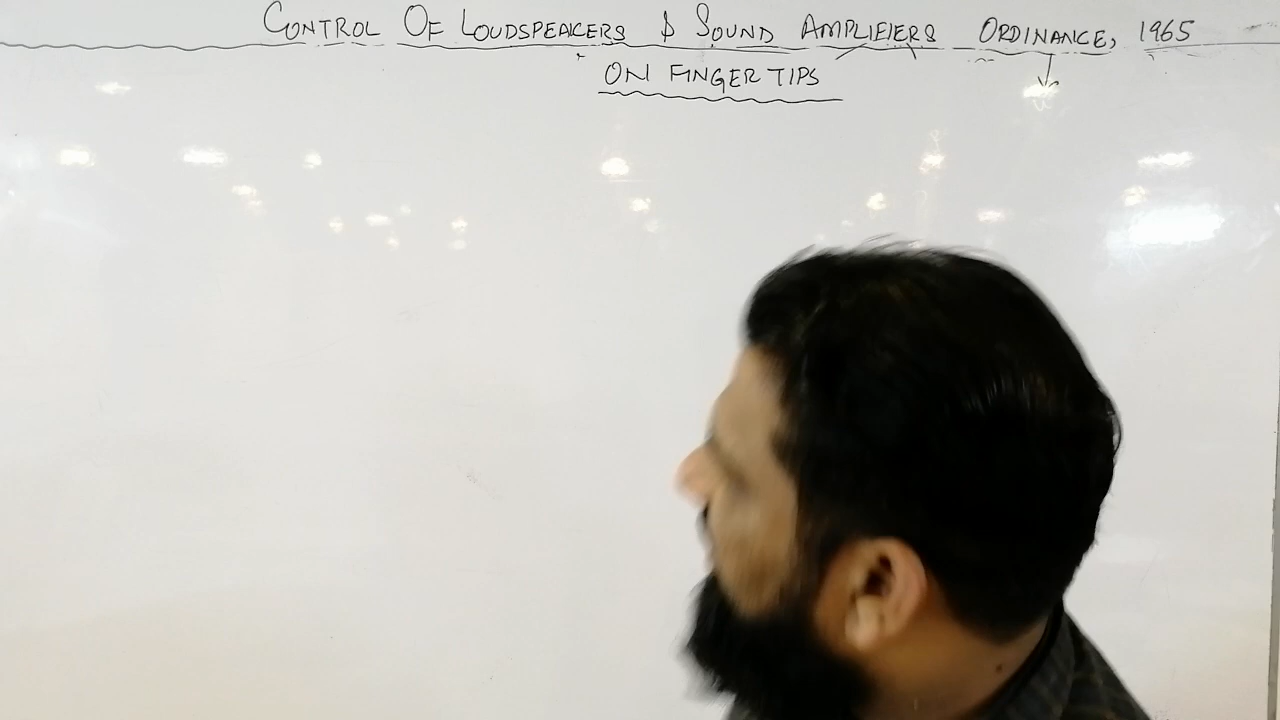 CONTROL OF LOUDSPEAKERS & SOUND AMPLIFIERS ORDINANCE, 1965
ON FINGER TIPS